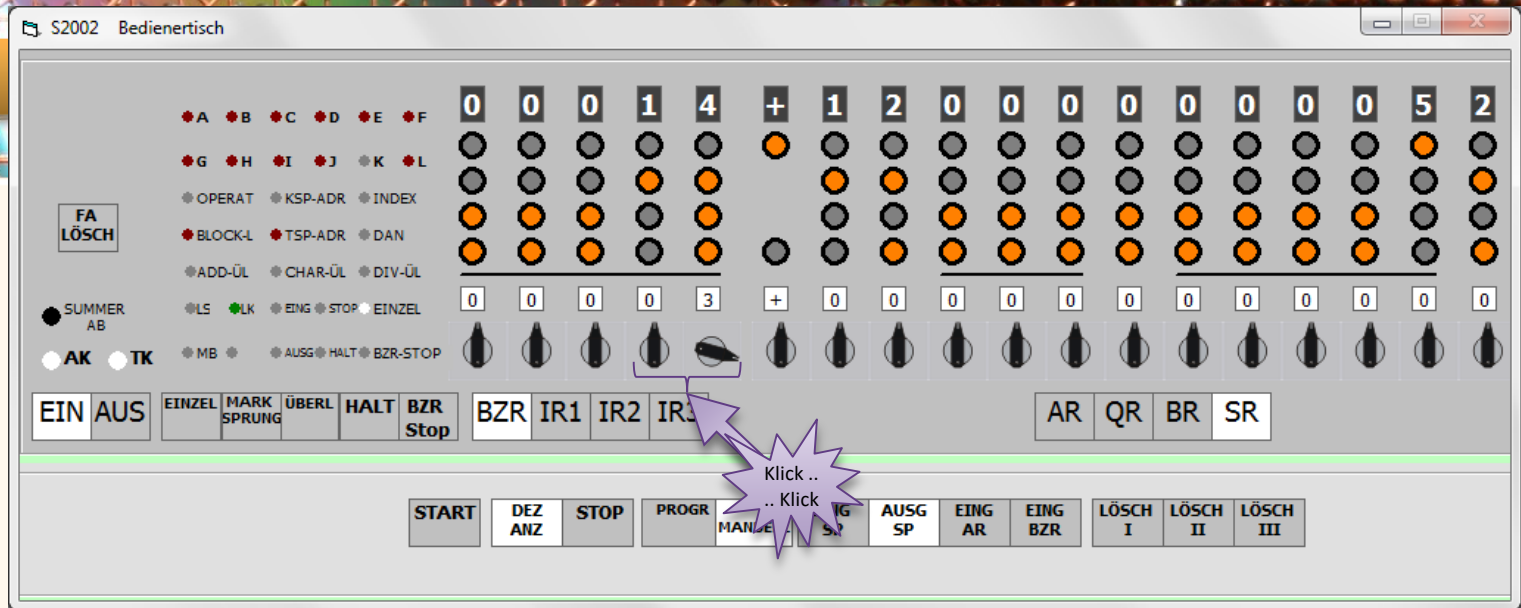 S2002 Bedienertisch
0 0 0 1 4 + 1 2 0 0 0 0 0 0 0 0 5 2
A B C D E F
G H I J K L
OPERAT KSP-ADR INDEX
FA
LÖSCH
BLOCK-L TSP-ADR DAN
ADD-ÜL CHAR-ÜL DIV-ÜL
0 0 0 0 3 + 0 0 0 0 0 0 0 0 0 0 0 0
SUMMER
AB
LS LK EING STOP EINZEL
AK TK
MB AUSG HALT BZR-STOP
EIN AUS
EINZEL
MARK
SPRUNG
ÜBERL
HALT
BZR
Stop
BZR IR1 IR2 IR3
AR QR BR SR
Klick ..
.. Klick
START
DEZ
ANZ
STOP
PROGR
AUSG
SP
EING
AR
EING
BZR
LÖSCH
I
LÖSCH
II
LÖSCH
III